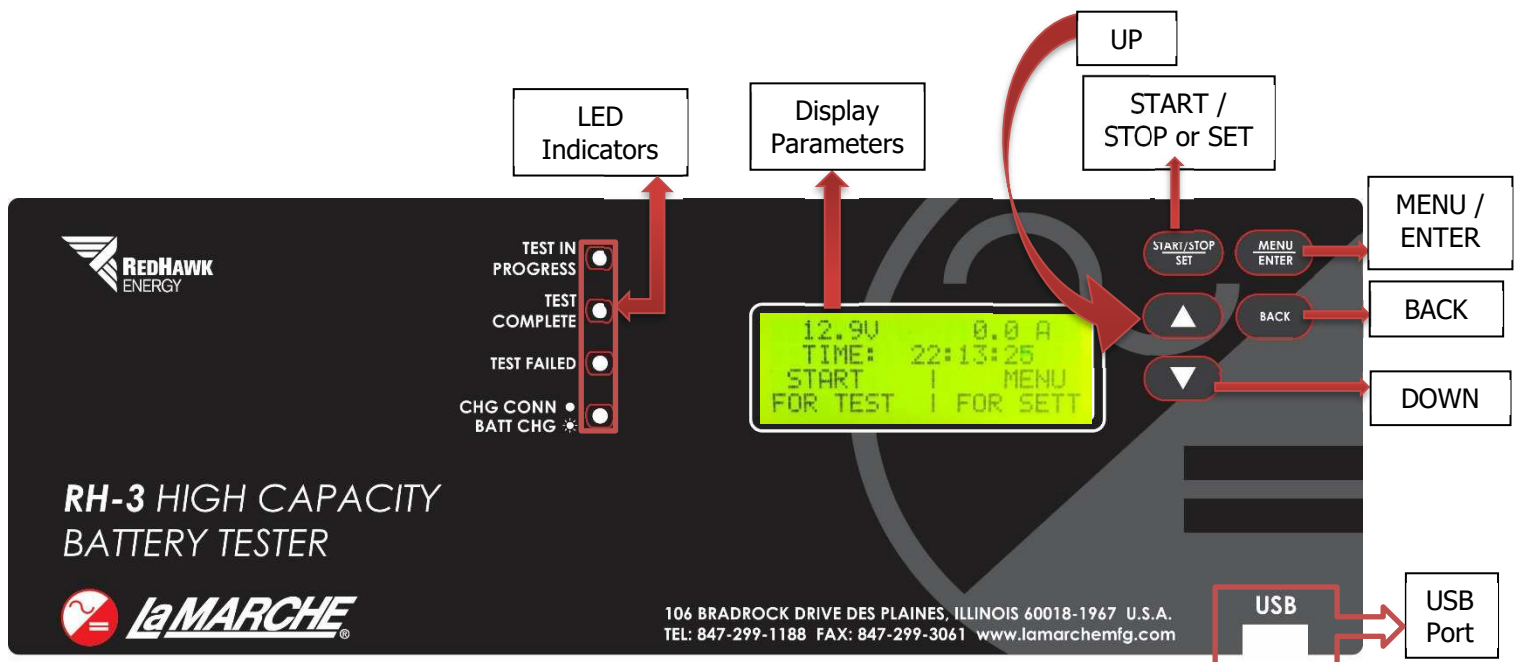 UP
START /
STOP or SET
LED
Indicators
Display
Parameters
MENU /
ENTER
BACK
DOWN
USB
Port
REDHAWK
ENERGY
TEST IN
PROGRESS
TEST
COMPLETE
TEST FAILED
CHG CONN
BATT CHG
START/STOP
SET
MENU
ENTER
BACK
12.9V 0.0 A
TIME: 22:13:25
START | MENU
FOR TEST | FOR SETT
RH-3 HIGH CAPACITY
BATTERY TESTER
LaMARCHE®
106 BRADROCK DRIVE DES PLAINES, ILLINOIS 60018-1967 U.S.A.
TEL: 847-299-1188 FAX: 847-299-3061 www.lamarchemfg.com
USB